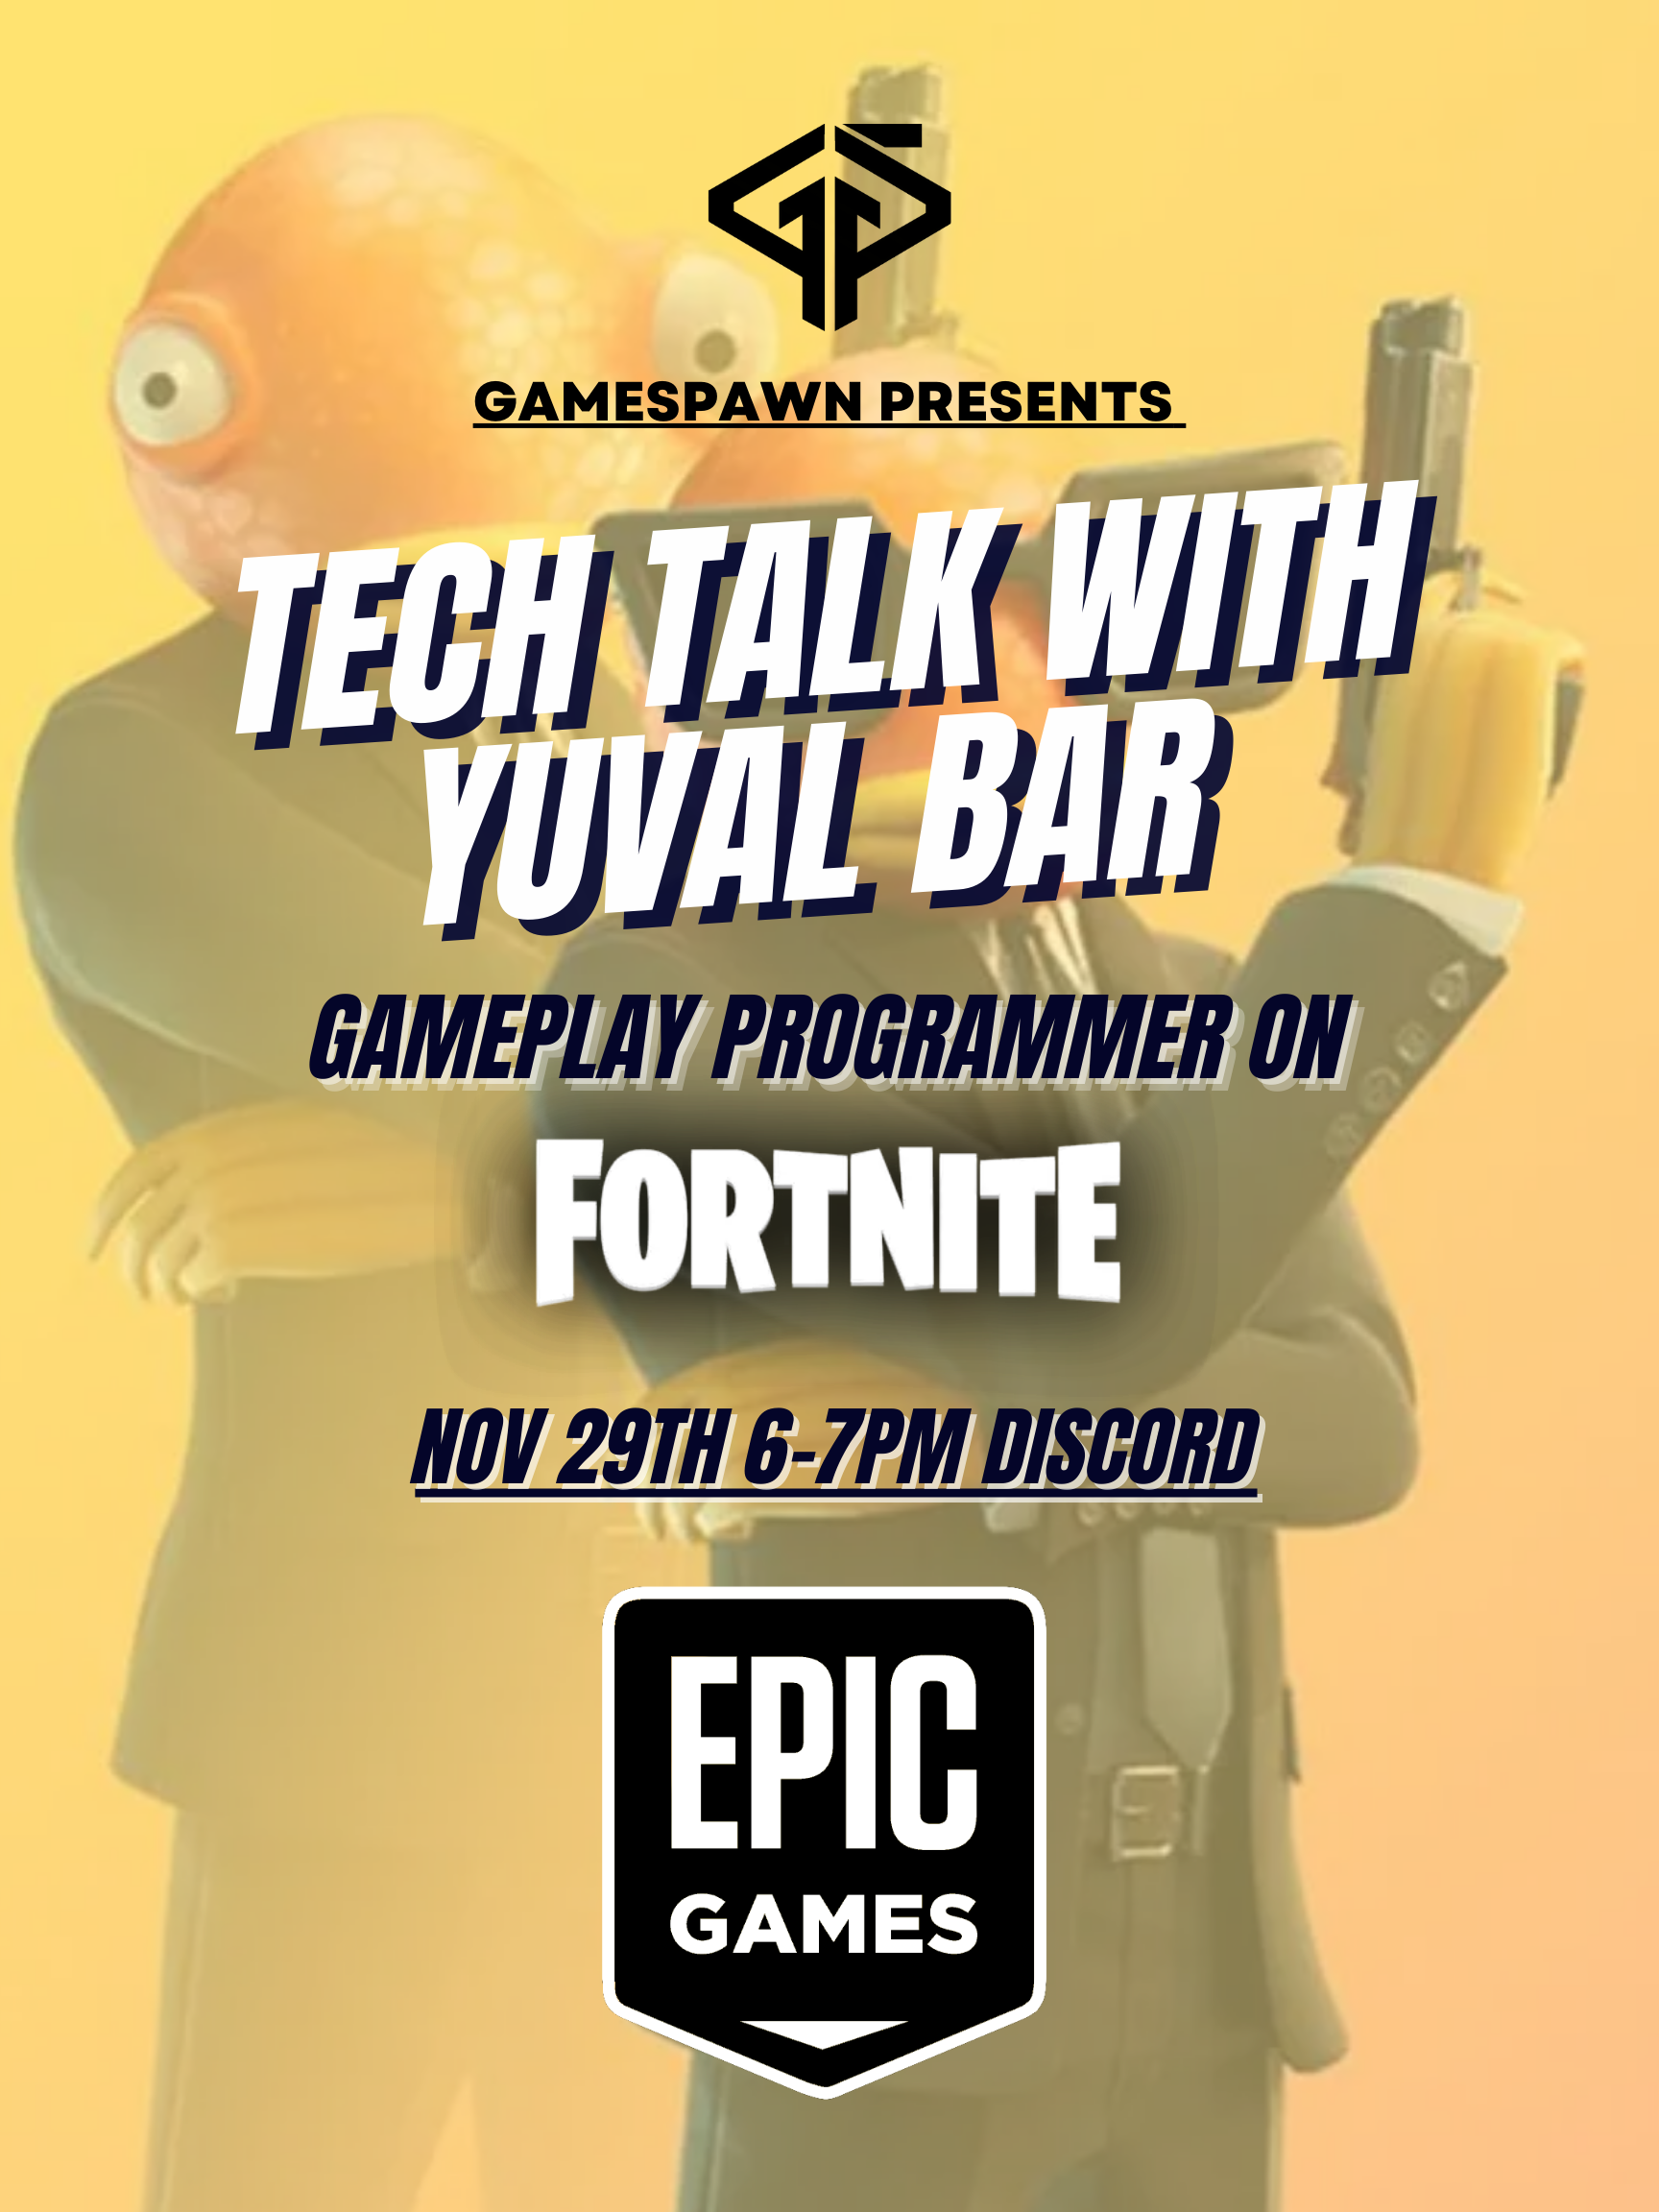 GAMESPAWN PRESENTS
TECH TALK WITH
YUVAL BAR
GAMEPLAY PROGRAMMER ON
FORTNITE
NOV 29TH 6-7PM DISCORD
EPIC
GAMES